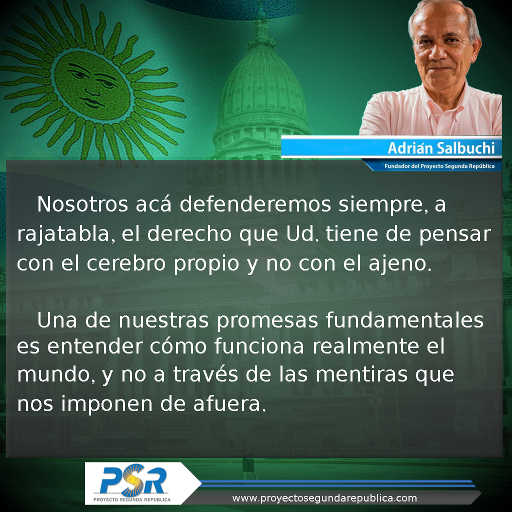 Adrián Salbuchi
Fundador del Proyecto Segunda República
Nosotros acá defenderemos siempre, a
rajatabla, el derecho que Ud. tiene de pensar
con el cerebro propio y no con el ajeno.
Una de nuestras promesas fundamentales
es entender cómo funciona realmente el
mundo, y no a través de las mentiras que
nos imponen de afuera.
PSR
PROYECTO SEGUNDA REPUBLICA
www.proyectosegundarepublica.com